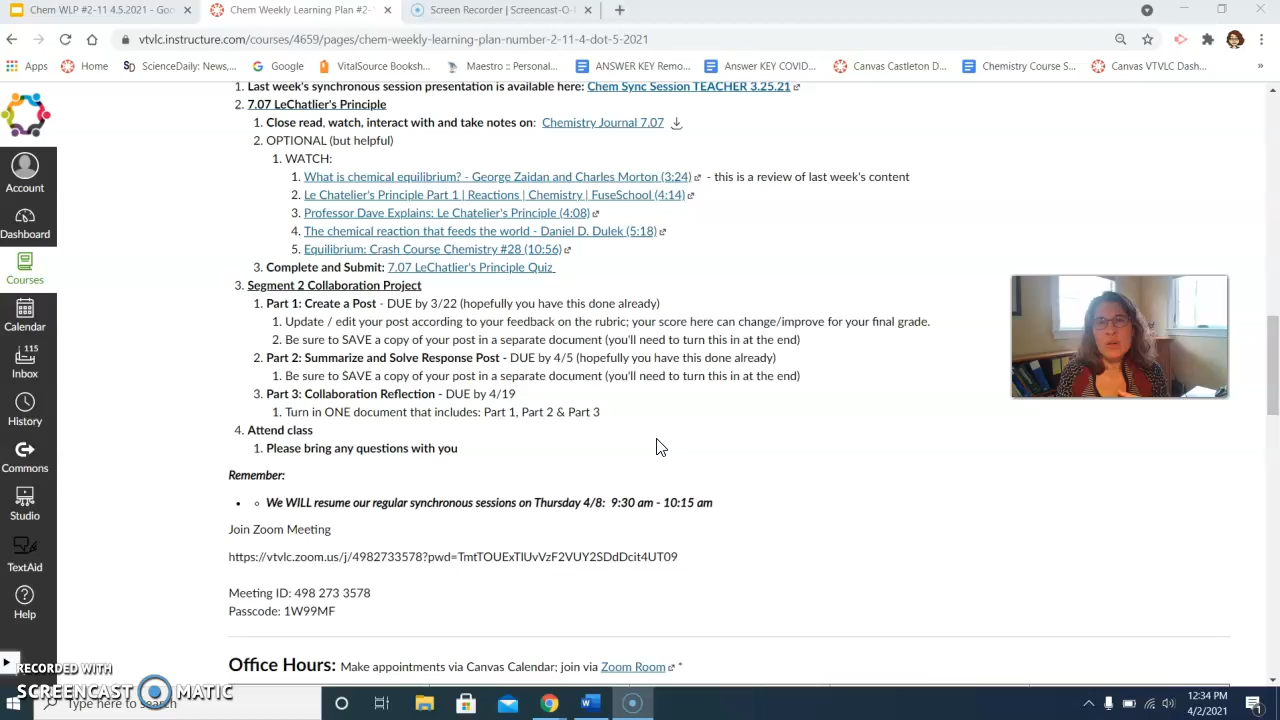 Chem WLP #2-11 4.5.2021 - Goo
Chem Weekly Learning Plan #2-
Screen Recorder | Screencast-O-
vtvlc.instructure.com/courses/4659/pages/chem-weekly-learning-plan-number-2-11-4-dot-5-2021
Apps
Home
ScienceDaily: News,...
Google
VitalSource Booksh...
Maestro :: Personal...
ANSWER KEY Remo...
Answer KEY COVID...
Canvas Castleton D...
Chemistry Course S...
Canvas VTVLC Dash...
»
1. Last week's synchronous session presentation is available here: Chem Sync Session TEACHER 3.25.21
2. 7.07 LeChatlier's Principle
1. Close read, watch, interact with and take notes on: Chemistry Journal 7.07
2. OPTIONAL (but helpful)
1. WATCH:
1. What is chemical equilibrium? - George Zaidan and Charles Morton (3:24) - this is a review of last week's content
2. Le Chatelier's Principle Part 1 | Reactions | Chemistry | FuseSchool (4:14)
3. Professor Dave Explains: Le Chatelier's Principle (4:08)
4. The chemical reaction that feeds the world - Daniel D. Dulek (5:18)
5. Equilibrium: Crash Course Chemistry #28 (10:56)
3. Complete and Submit: 7.07 LeChatlier's Principle Quiz
3. Segment 2 Collaboration Project
1. Part 1: Create a Post - DUE by 3/22 (hopefully you have this done already)
1. Update / edit your post according to your feedback on the rubric; your score here can change/improve for your final grade.
2. Be sure to SAVE a copy of your post in a separate document (you'll need to turn this in at the end)
2. Part 2: Summarize and Solve Response Post - DUE by 4/5 (hopefully you have this done already)
1. Be sure to SAVE a copy of your post in a separate document (you'll need to turn this in at the end)
3. Part 3: Collaboration Reflection - DUE by 4/19
1. Turn in ONE document that includes: Part 1, Part 2 & Part 3
4. Attend class
1. Please bring any questions with you
Remember:
We WILL resume our regular synchronous sessions on Thursday 4/8: 9:30 am - 10:15 am
Join Zoom Meeting
https://vtvlc.zoom.us/j/4982733578?pwd=TmtTOUExTlUvVzF2VUY2SDdDcit4UT09
Meeting ID: 498 273 3578
Passcode: 1W99MF
Office Hours: Make appointments via Canvas Calendar; join via Zoom Room *
Account
Dashboard
Courses
Calendar
115
Inbox
History
Commons
Studio
TextAid
Help
RECORDED WITH
SCREENCAST MATIC
Type here to search
12:34 PM
4/2/2021
1